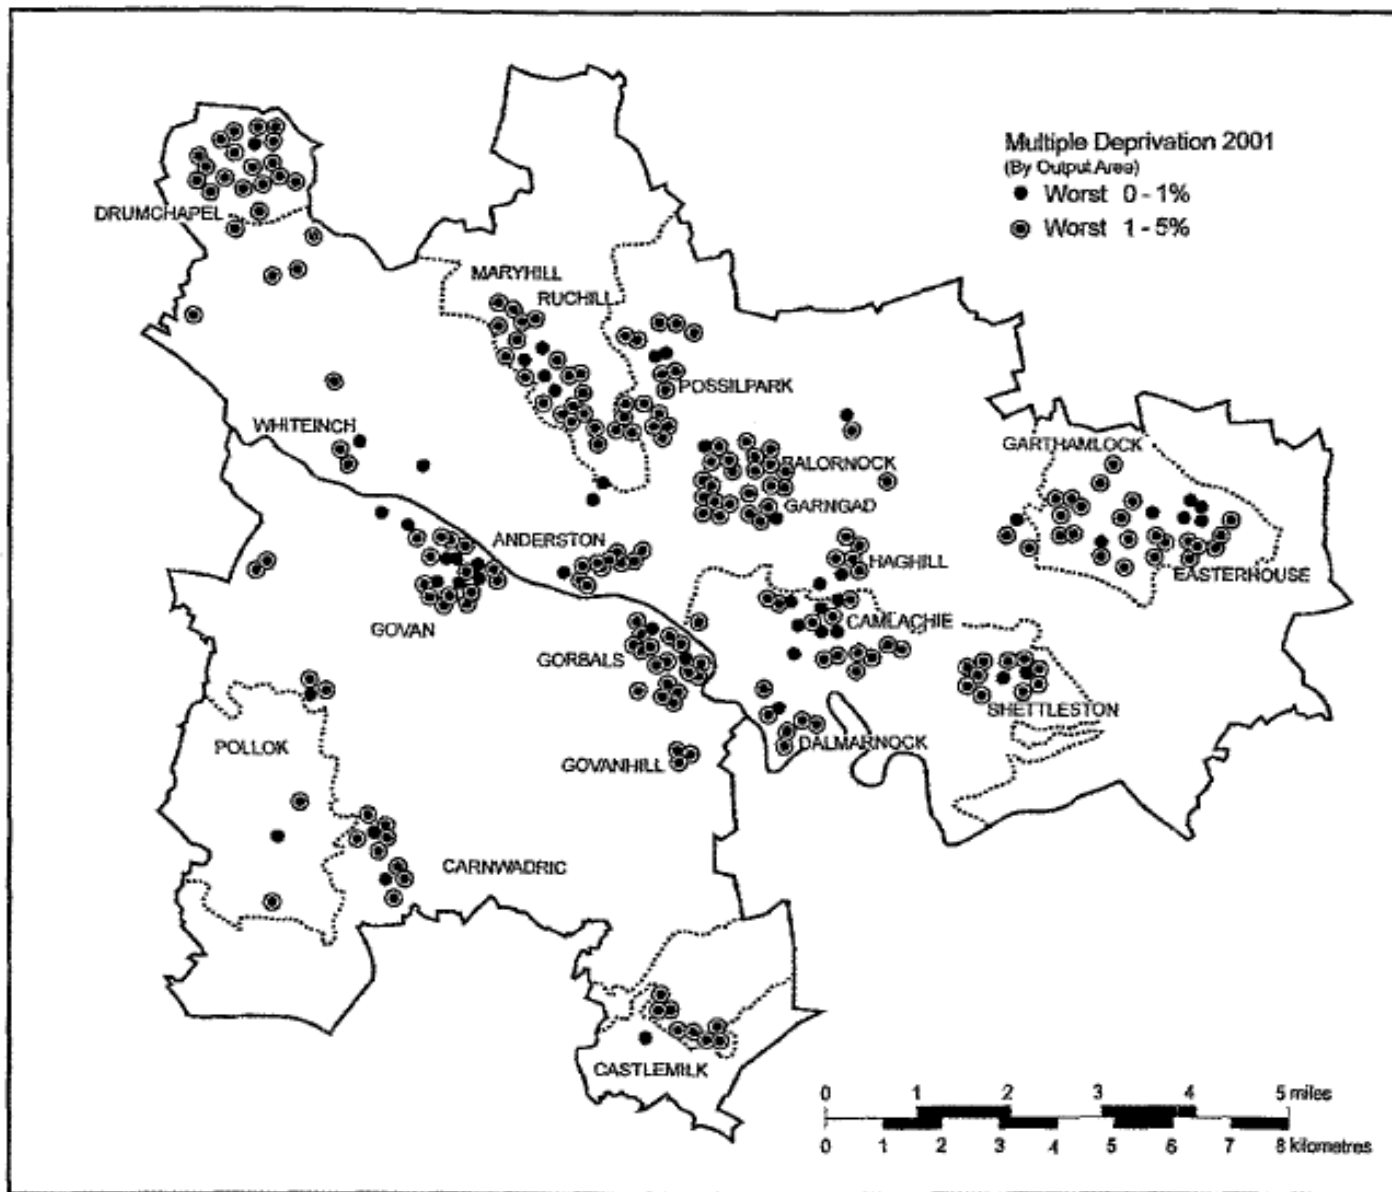 Multiple Deprivation 2001
(By Output Area)
Worst 0 - 1%
Worst 1 - 5%
DRUMCHAPEL
MARYHILL
RUCHILL
POSSILPARK
WHITEINCH
GARTHAMLOCK
BALORNOCK
GARNGAD
ANDERSTON
HAGHILL
EASTERHOUSE
GOVAN
CAMLACHIE
GORBALS
SHETTLESTON
POLLOK
DALMARNOCK
GOVANHILL
CARNWADRIC
CASTLEMILK
0 1 2 3 4 5 miles
0 1 2 3 4 5 6 7 8 kilometres